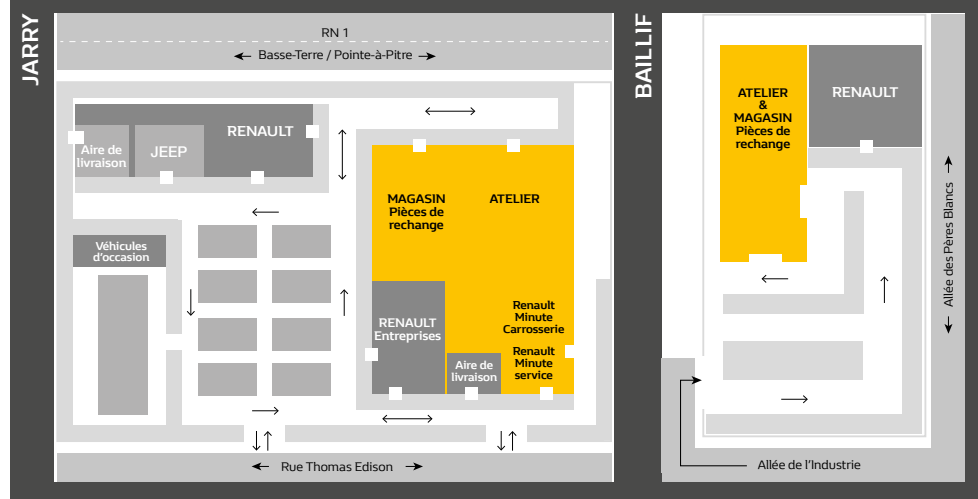 JARRY
RN 1
Basse-Terre / Pointe-à-Pitre
RENAULT
Aire de
livraison
JEEP
MAGASIN
Pièces de
rechange
ATELIER
Véhicules
d'occasion
RENAULT
Entreprises
Renault
Minute
Carrosserie
Aire de
livraison
Renault
Minute
service
Rue Thomas Edison
BAILLIF
ATELIER
&
MAGASIN
Pièces de
rechange
RENAULT
Allée des Pères Blancs
Allée de l'Industrie